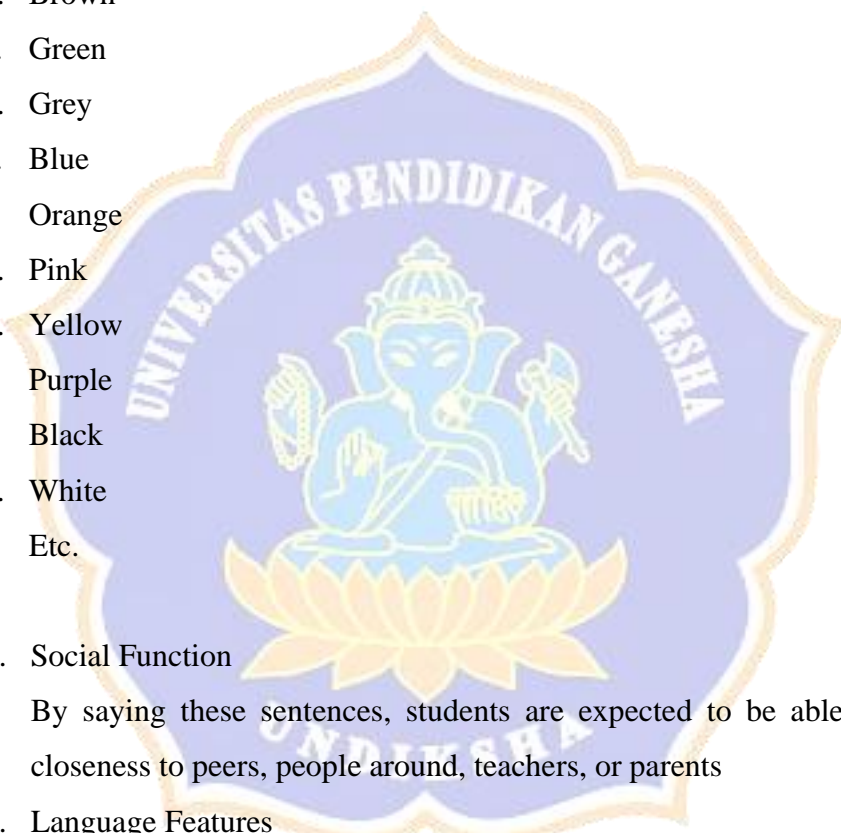 . Brown
. Green
. Grey
. Blue
Orange
. Pink
. Yellow
Purple
Black
. White
Etc.
. Social Function
By saying these sentences, students are expected to be able
closeness to peers, people around, teachers, or parents
. Language Features
UNIVERSITAS PENDIDIKAN GANESHA
UNDIKSHA